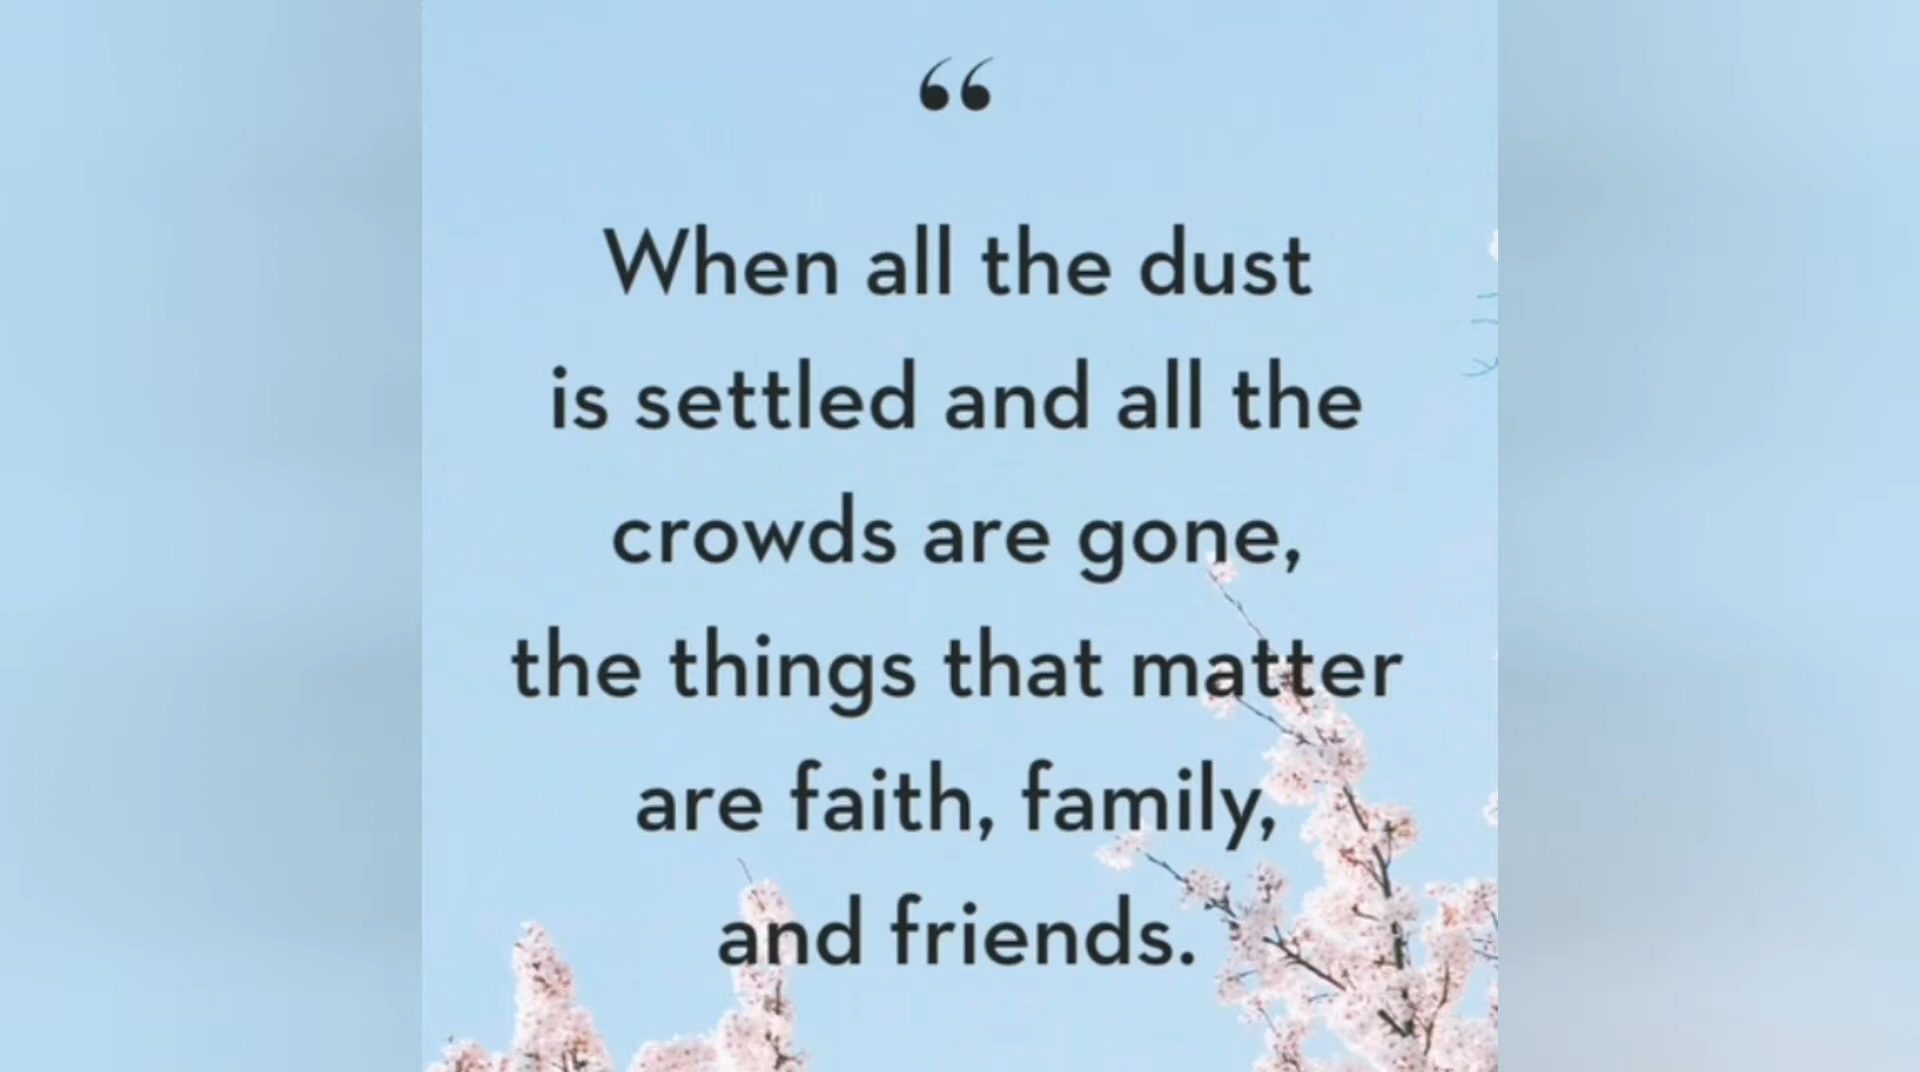 “
When all the dust
is settled and all the
crowds are gone,
the things that matter
are faith, family,
and friends.